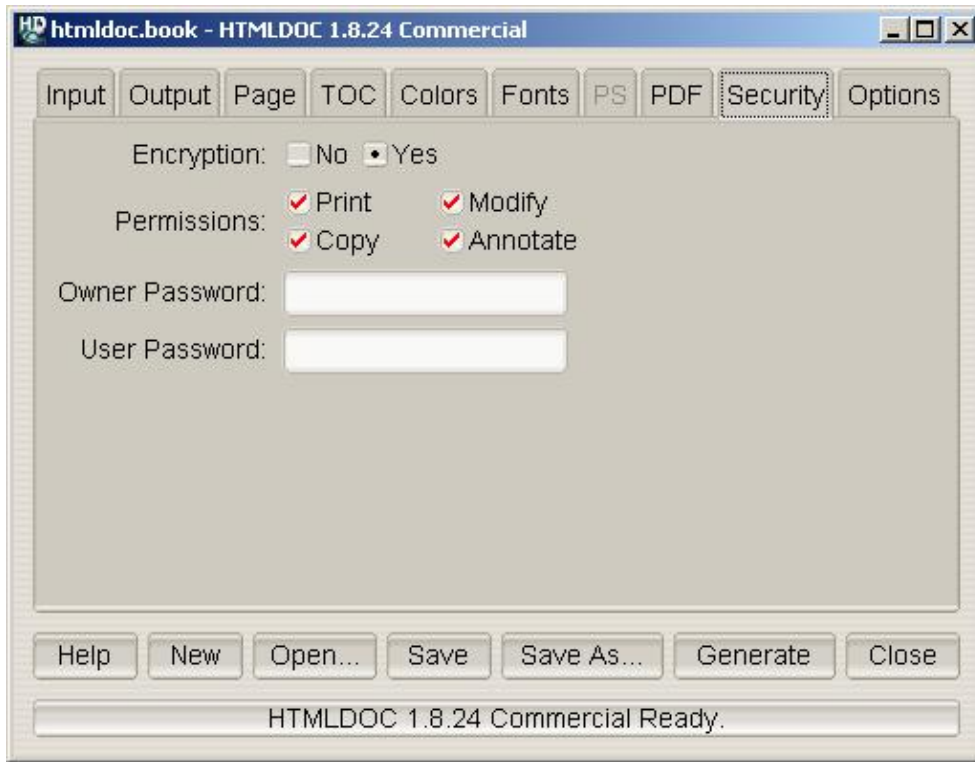 HD htmldoc.book - HTMLDOC 1.8.24 Commercial
Input Output Page TOC Colors Fonts PS PDF Security Options
Encryption: No Yes
Permissions: Print Modify
Copy Annotate
Owner Password:
User Password:
Help New Open... Save Save As... Generate Close
HTMLDOC 1.8.24 Commercial Ready.